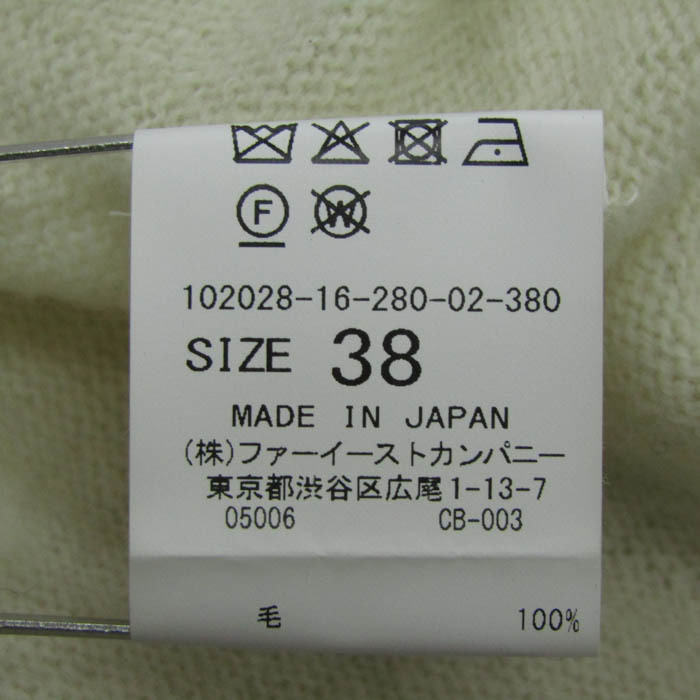 F W
102028-16-280-02-380
SIZE 38
MADE IN JAPAN
(株)ファーイーストカンパニー
東京都渋谷区広尾1-13-7
05006 CB-003
毛 100%